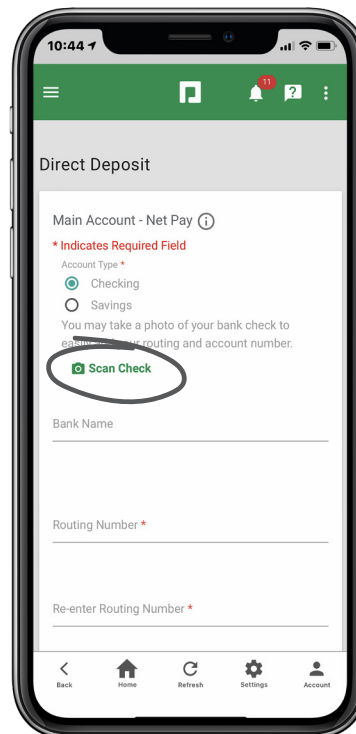 10:44
11
?
Direct Deposit
Main Account - Net Pay i
* Indicates Required Field
Account Type *
Checking
Savings
You may take a photo of your bank check to
routing and account number.
Scan Check
Bank Name
Routing Number *
Re-enter Routing Number *
Back Home Refresh Settings Account